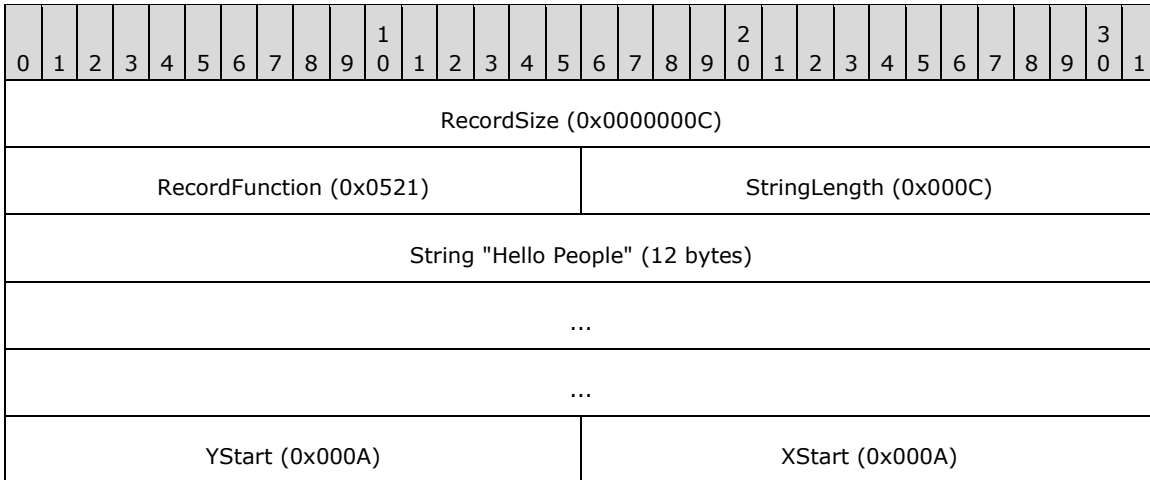 1 2 3
0 1 2 3 4 5 6 7 8 9 0 1 2 3 4 5 6 7 8 9 0 1 2 3 4 5 6 7 8 9 0 1
RecordSize (0x0000000C)
RecordFunction (0x0521) StringLength (0x000C)
String "Hello People" (12 bytes)
...
...
YStart (0x000A) XStart (0x000A)